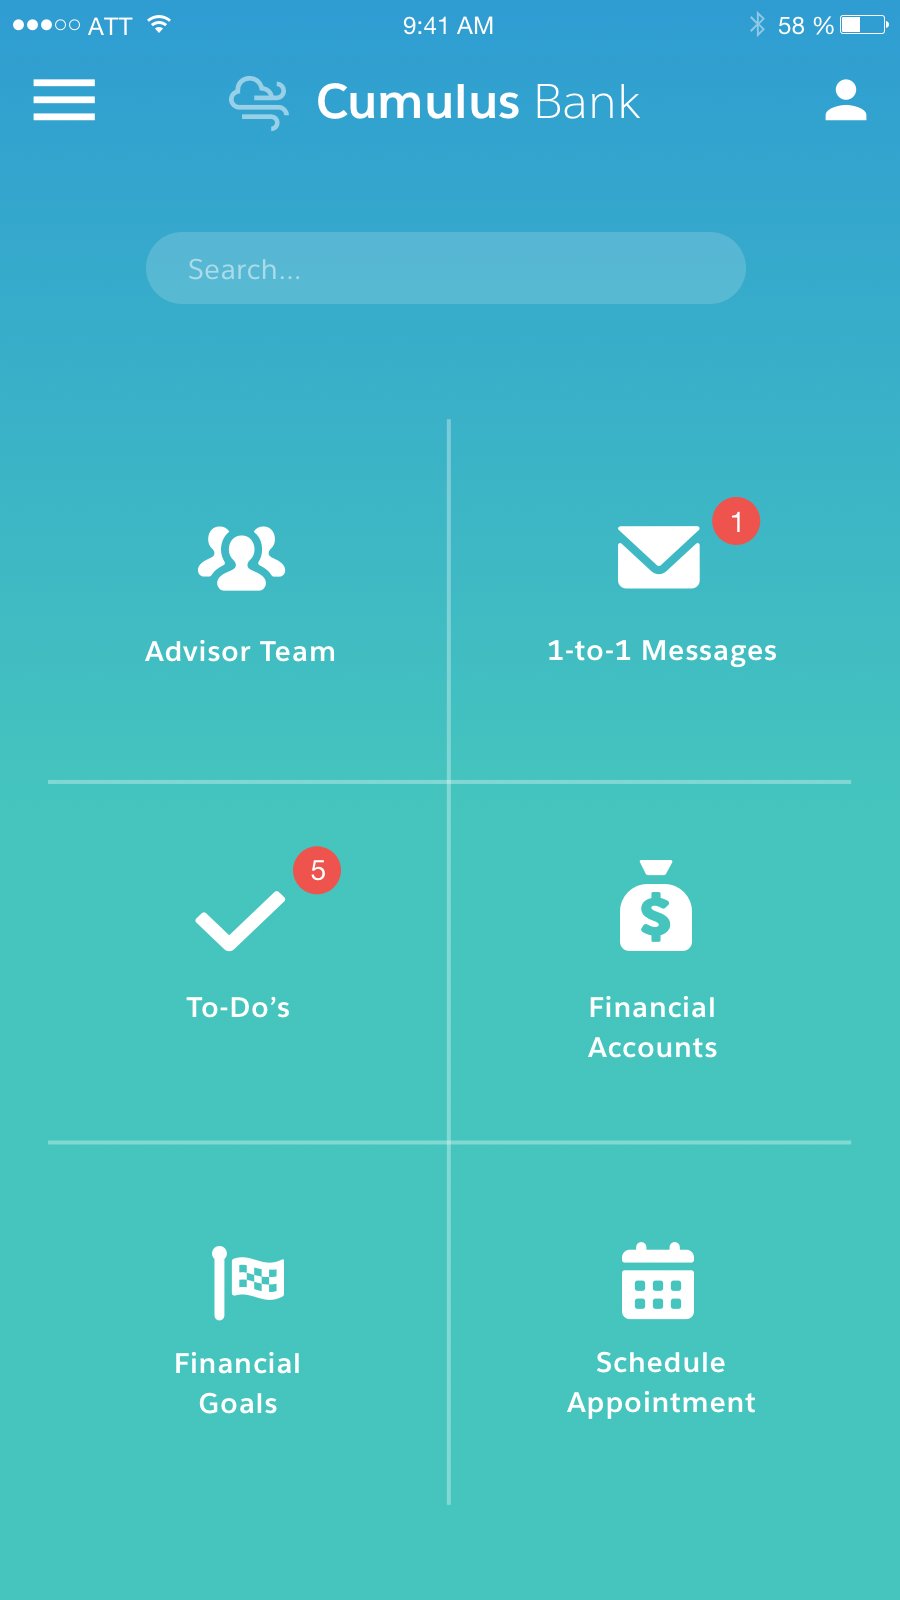 ATT 9:41 AM 58 %
Cumulus Bank
Search...
Advisor Team
1
1-to-1 Messages
5
To-Do’s
$
Financial
Accounts
Financial
Goals
Schedule
Appointment